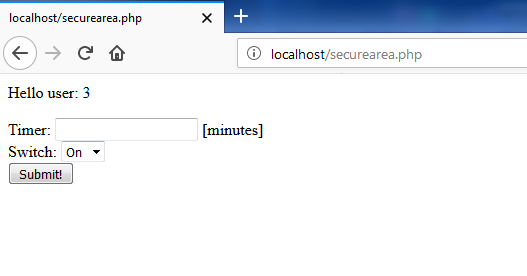 localhost/securearea.php
localhost/securearea.php
Hello user: 3
Timer: [minutes]
Switch: On
Submit!